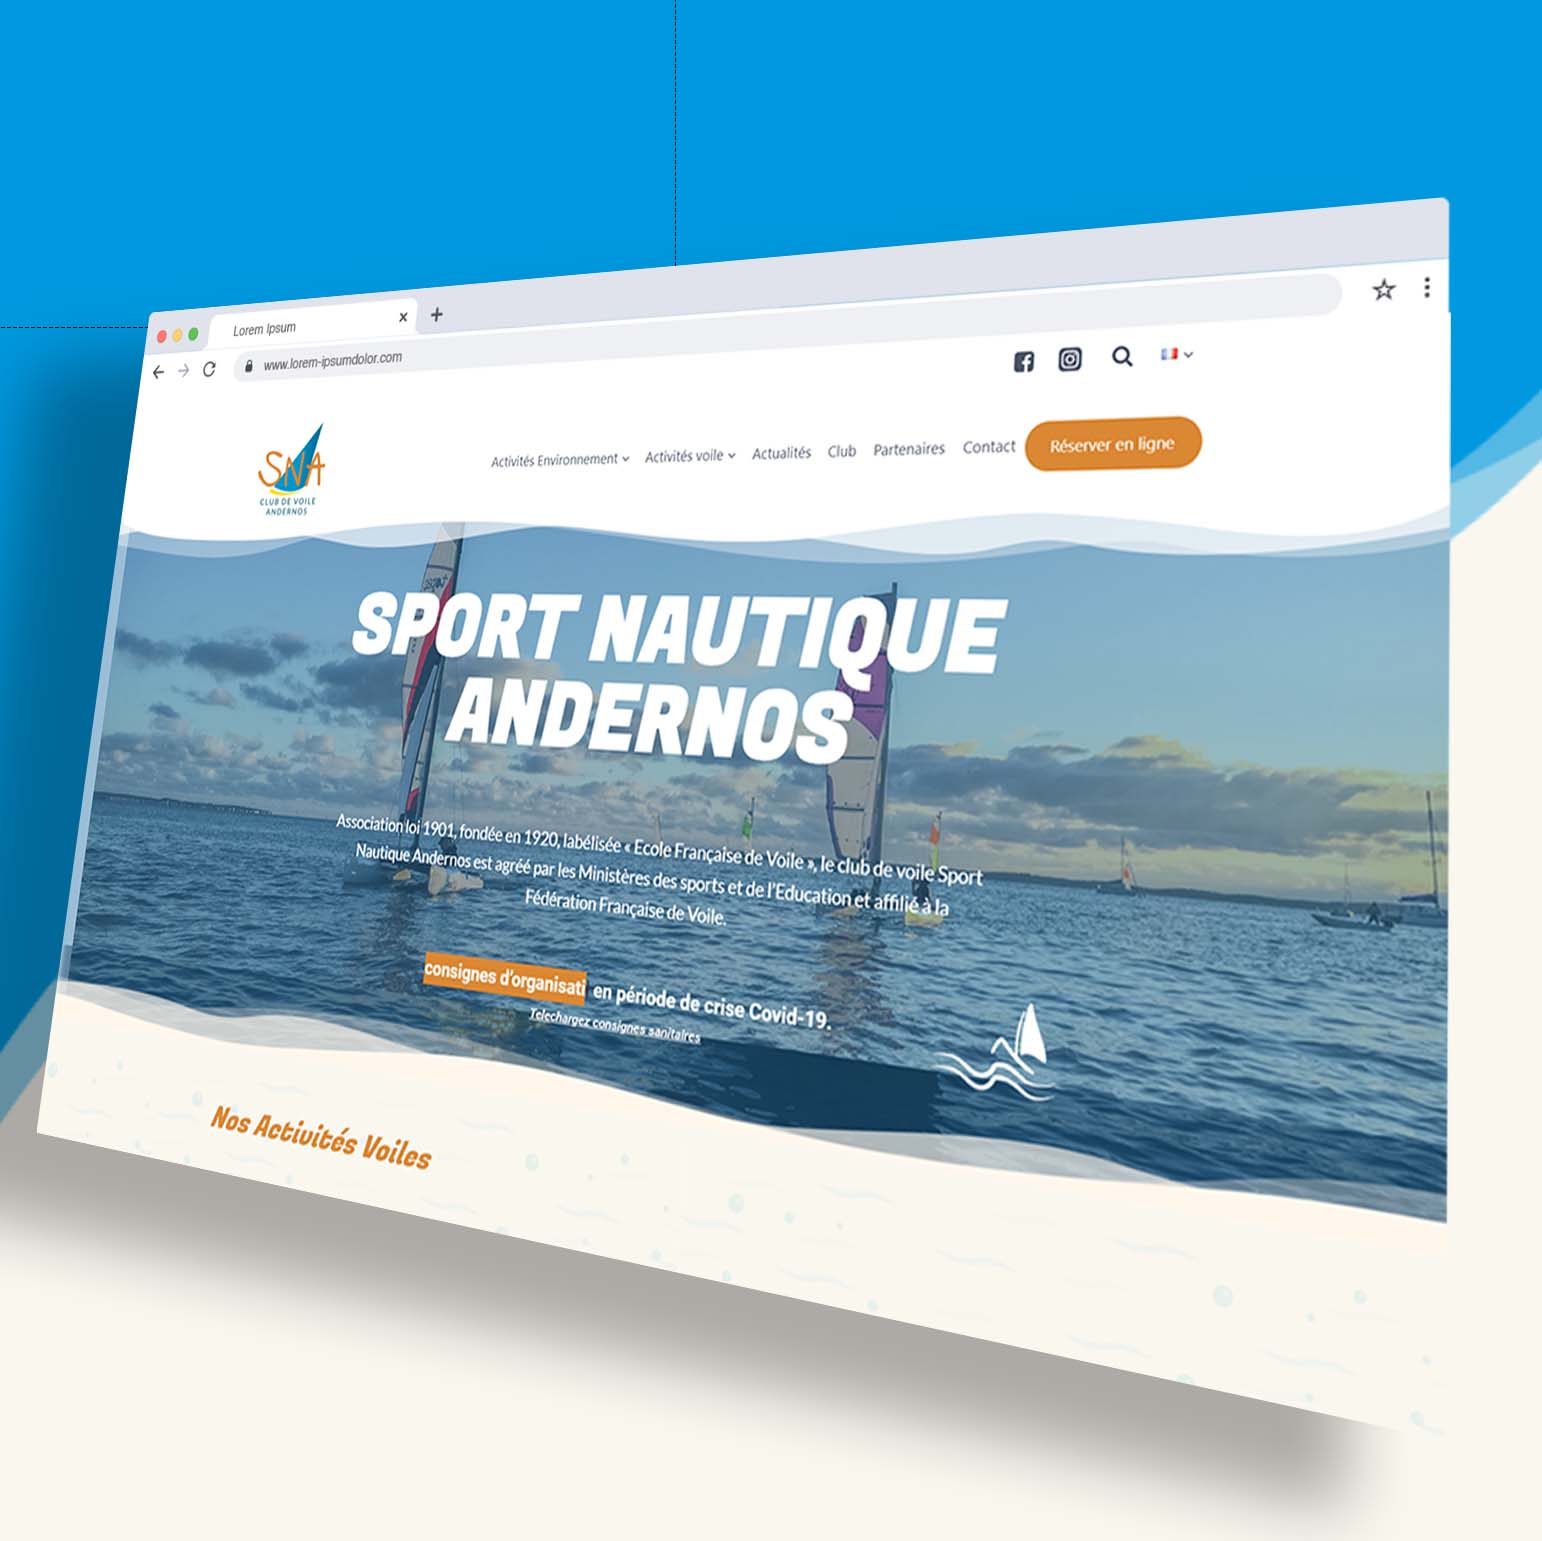 Lorem Ipsum
www.lorem-ipsumdolor.com
SNA
CLUB DE VOILE
ANDERNOS
Activités Environnement
Activités voile
Actualités
Club
Partenaires
Contact
Réserver en ligne
SPORT NAUTIQUE
ANDERNOS
Association loi 1901, fondée en 1920, labélisée « Ecole Française de Voile », le club de voile Sport
Nautique Andernos est agréé par les Ministères des sports et de l'Education et affilié à la
Fédération Française de Voile.
consignes d'organisati en période de crise Covid-19.
Telechargez consignes sanitaires
Nos Activités Voiles